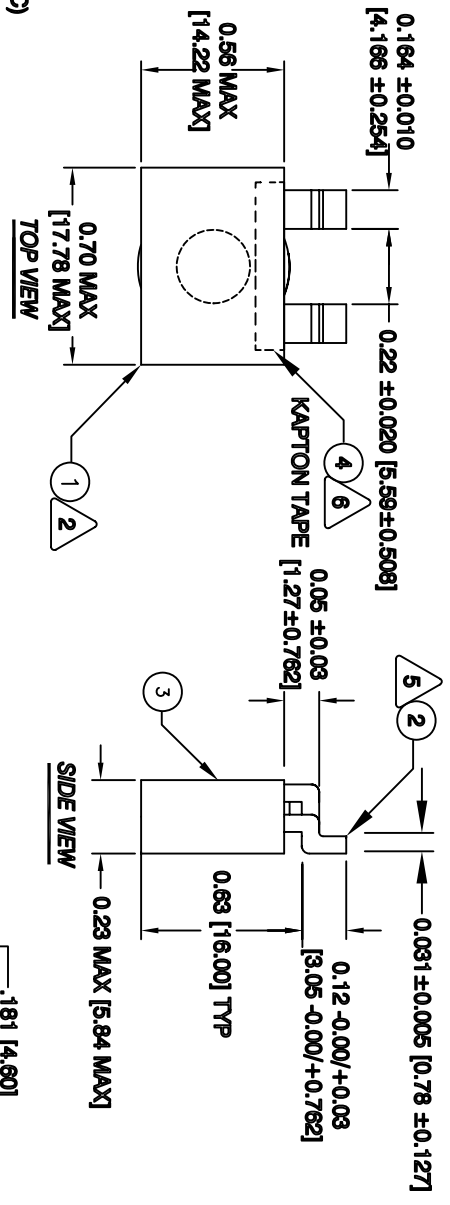 C)
0.164 ±0.010
[4.166 ±0.254]
0.56 MAX
[14.22 MAX]
0.70 MAX
[17.78 MAX]
TOP VIEW
0.22 ±0.020 [5.59±0.508]
4
6
KAPTON TAPE
1
2
0.05 ±0.03
[1.27±0.762]
5
2
3
0.031±0.005 [0.78 ±0.127]
0.12 -0.00/+0.03
[3.05 -0.00/+0.762]
0.63 [16.00] TYP
0.23 MAX [5.84 MAX]
SIDE VIEW
.181 [4.60]